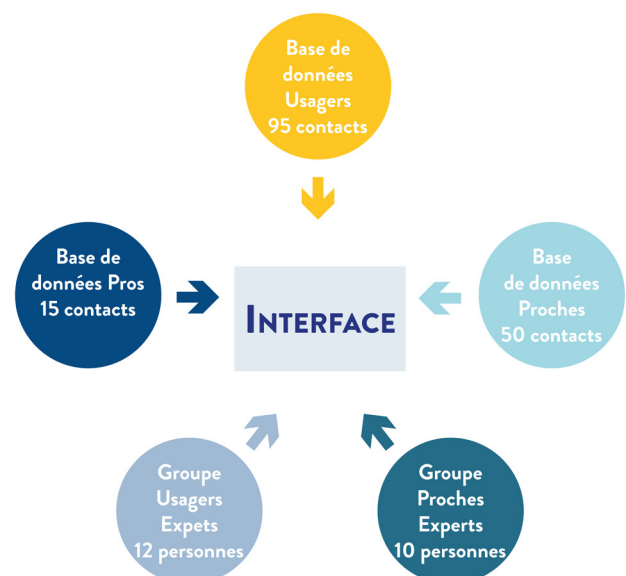 Base de
données
Usagers
95 contacts
Base de
données Pros
15 contacts
INTERFACE
Base
de données
Proches
50 contacts
Groupe
Usagers
Expets
12 personnes
Groupe
Proches
Experts
10 personnes